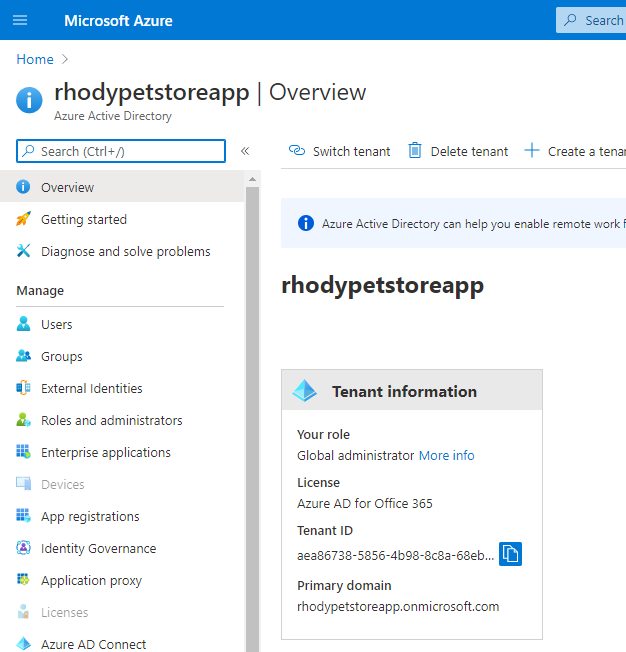 Microsoft Azure
Search
Home
rhodypetstoreapp | Overview
Azure Active Directory
Search (Ctrl+/)
Switch tenant
Delete tenant
Create a tenan
Overview
Getting started
Diagnose and solve problems
Azure Active Directory can help you enable remote work f
Manage
rhodypetstoreapp
Users
Groups
External Identities
Roles and administrators
Enterprise applications
Devices
App registrations
Identity Governance
Application proxy
Licenses
Azure AD Connect
Tenant information
Your role
Global administrator More info
License
Azure AD for Office 365
Tenant ID
aea86738-5856-4b98-8c8a-68eb...
Primary domain
rhodypetstoreapp.onmicrosoft.com